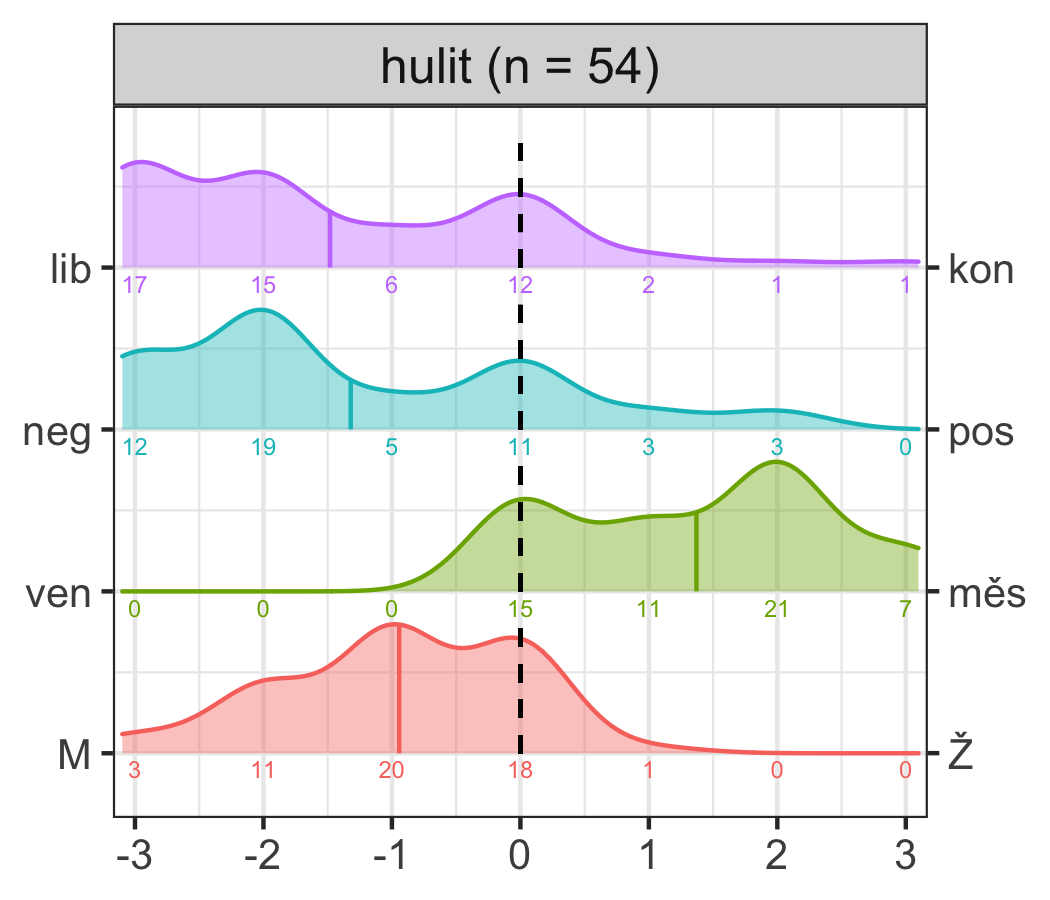 hulit (n = 54)
lib kon
17 15 6 12 2 1 1
neg pos
12 19 5 11 3 3 0
ven měs
0 0 0 15 11 21 7
M Ž
3 11 20 18 1 0 0
-3 -2 -1 0 1 2 3